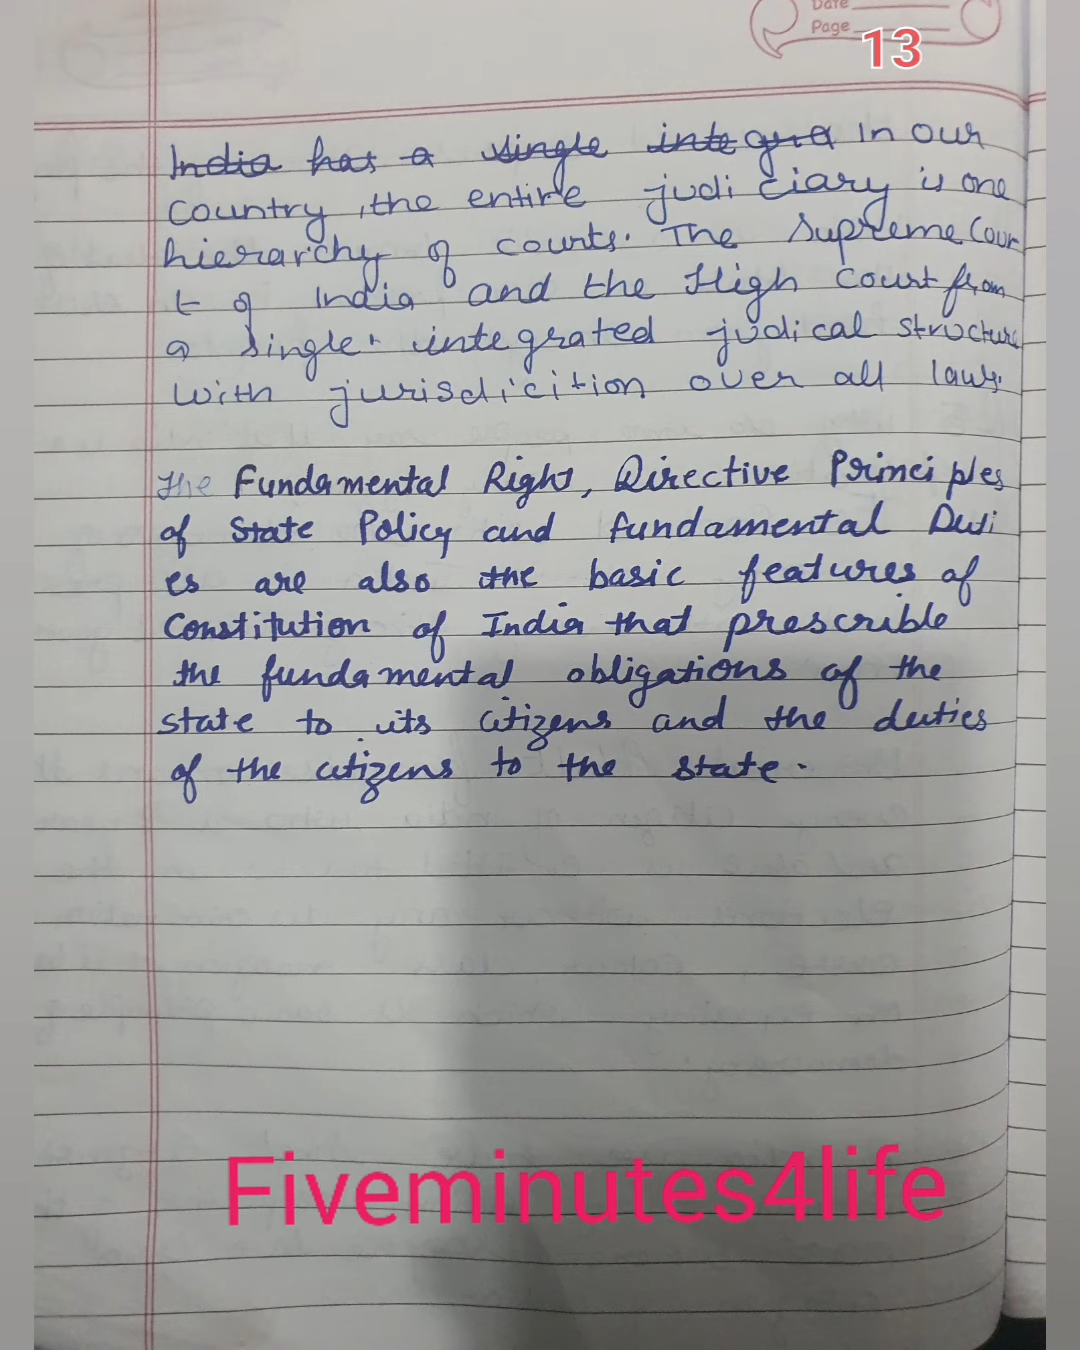 Date
Page
13
India has a single integra In our
country, the entire judiciary is one
hierarchy of courts. The Supreme Cour
t of India and the High Court from
a single integrated judical structure
with jurisdicition over all laws.
The Fundamental Right, Directive Principles
of State Policy and fundamental Duti
es are also the basic features of
Constitution of India that prescrible
the fundamental obligations of the
state to its citizens and the duties
of the citizens to the state.
Fiveminutes4life